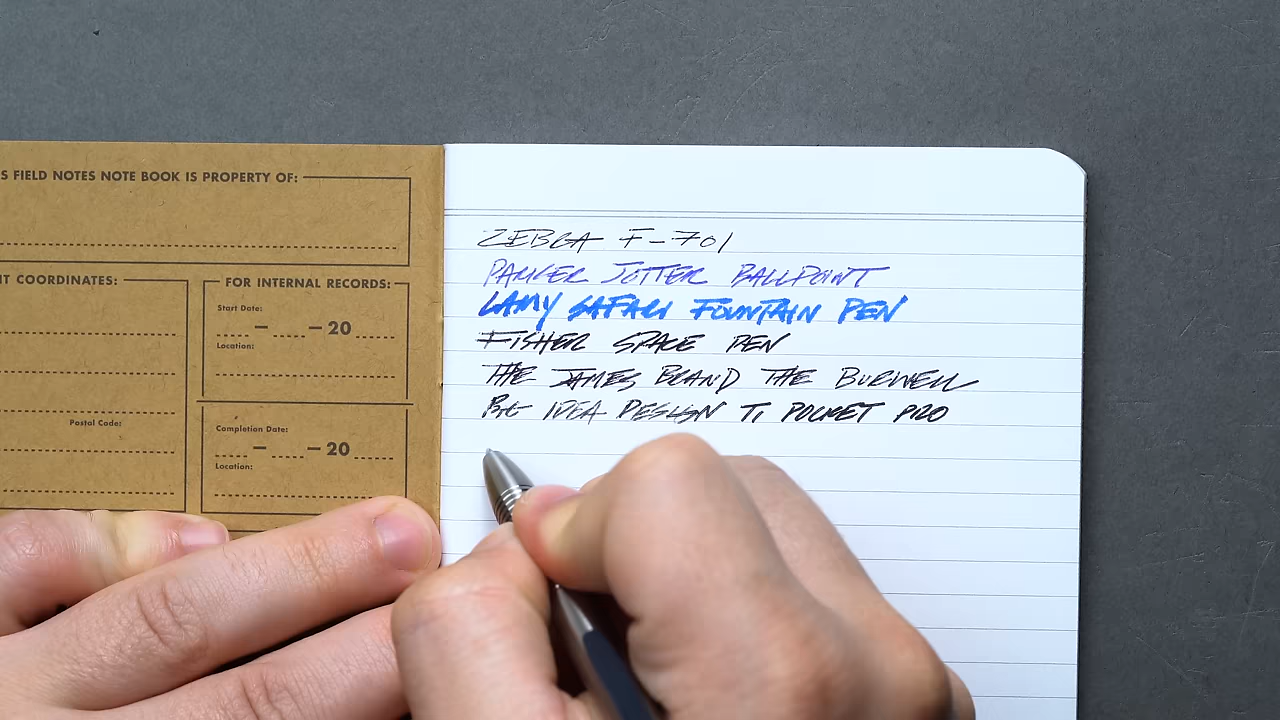 S FIELD NOTES NOTE BOOK IS PROPERTY OF:
T COORDINATES:
Postal Code:
FOR INTERNAL RECORDS:
Start Date:
– – 20
Location:
Completion Date:
– – 20
Location:
ZEBRA F-701
PARKER JOTTER BALLPOINT
LAMY SAFARI FOUNTAIN PEN
FISHER SPACE PEN
THE JAMES BRAND THE BURWELL
BIG IDEA DESIGN TI POCKET PRO